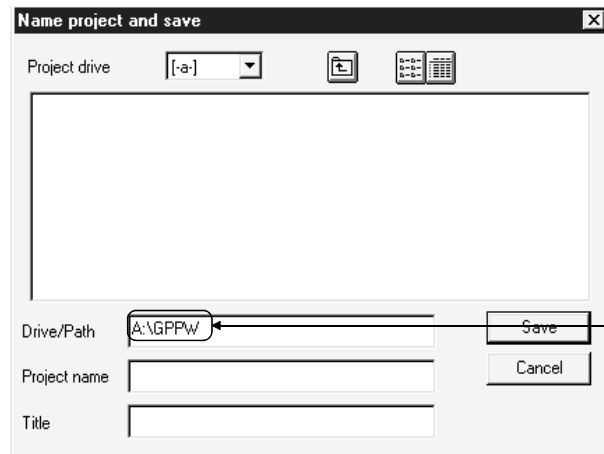 Name project and save
Project drive [-a-]
Drive/Path A:\GPPW Save
Project name Cancel
Title